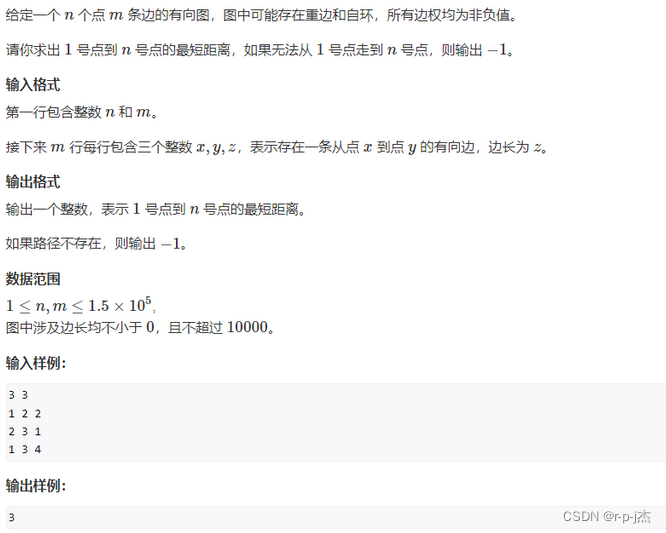 给定一个 n 个点 m 条边的有向图，图中可能存在重边和自环，所有边权均为非负值。
请你求出 1 号点到 n 号点的最短距离，如果无法从 1 号点走到 n 号点，则输出 −1。
输入格式
第一行包含整数 n 和 m。
接下来 m 行每行包含三个整数 x, y, z，表示存在一条从点 x 到点 y 的有向边，边长为 z。
输出格式
输出一个整数，表示 1 号点到 n 号点的最短距离。
如果路径不存在，则输出 −1。
数据范围
1 ≤ n, m ≤ 1.5 × 10⁵,
图中涉及边长均不小于 0，且不超过 10000。
输入样例：
3 3
1 2 2
2 3 1
1 3 4
输出样例：
3
CSDN @r-p-j杰